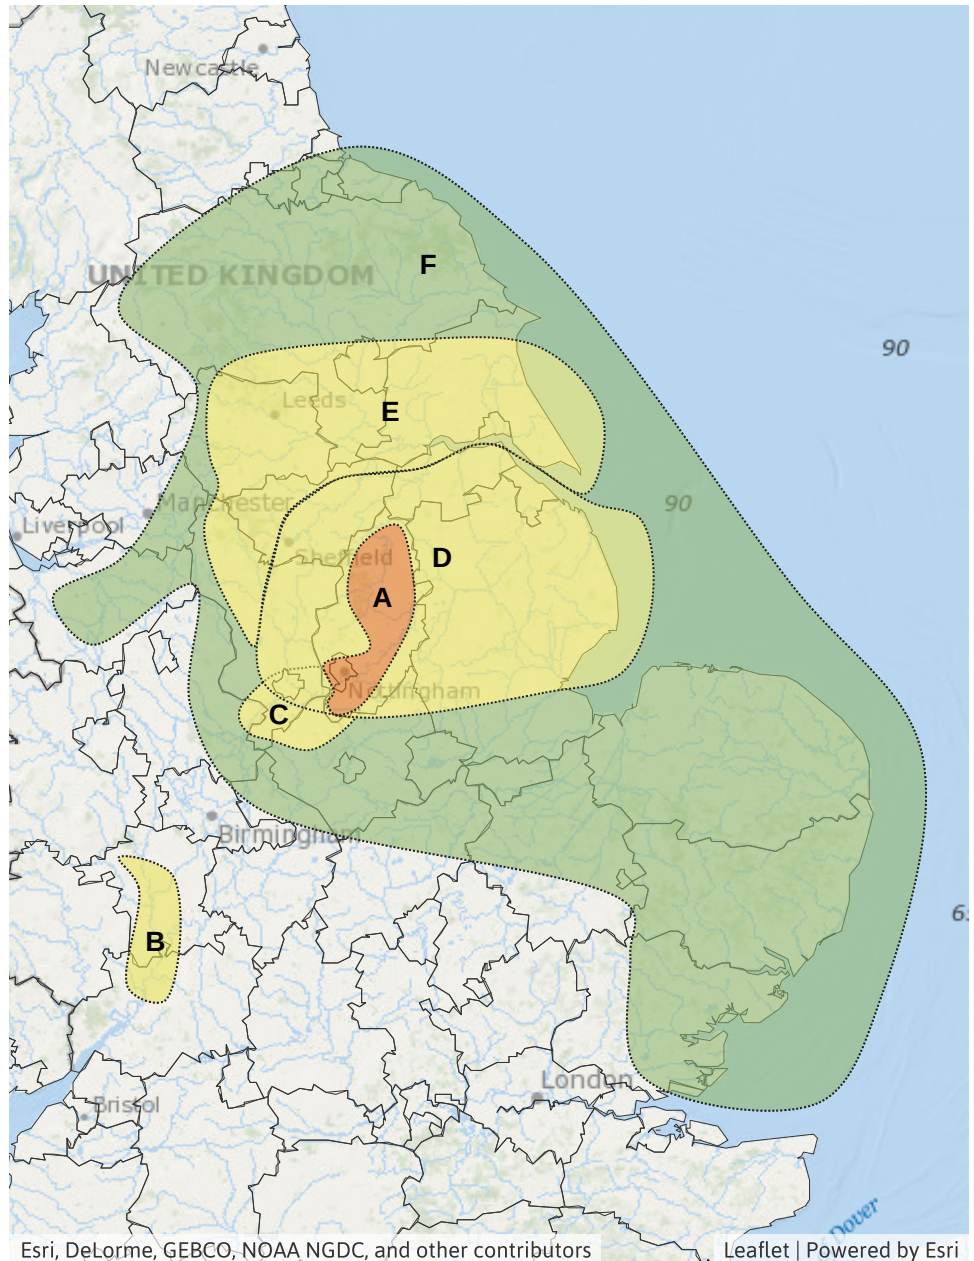 Newcastle
F
UNITED KINGDOM
90
Leeds
E
Manchester
90
Liverpool
Sheffield
D
A
Nottingham
C
Birmingham
B
London
Bristol
Dover
Esri, DeLorme, GEBCO, NOAA NGDC, and other contributors
Leaflet | Powered by Esri